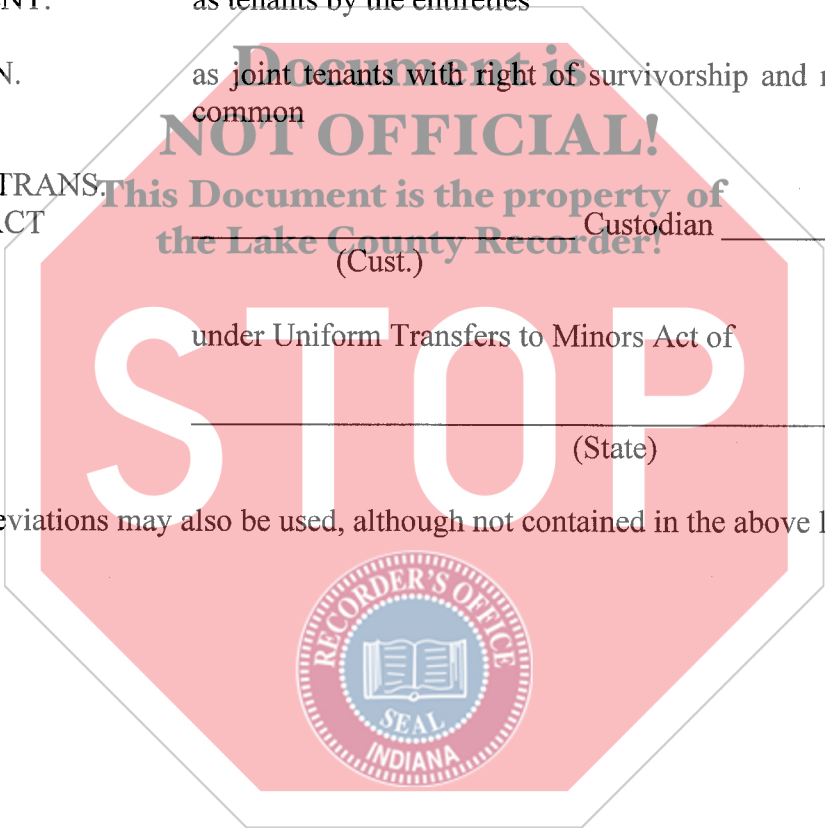 as tenants by the entireties
Document is
N. as joint tenants with right of survivorship and
common
NOT OFFICIAL!
TRANS.
This Document is the property of
ACT Custodian
the Lake County Recorder!
(Cust.)
under Uniform Transfers to Minors Act of
STOP
(State)
eviations may also be used, although not contained in the above
RECORDER'S OFFICE
SEAL
INDIANA